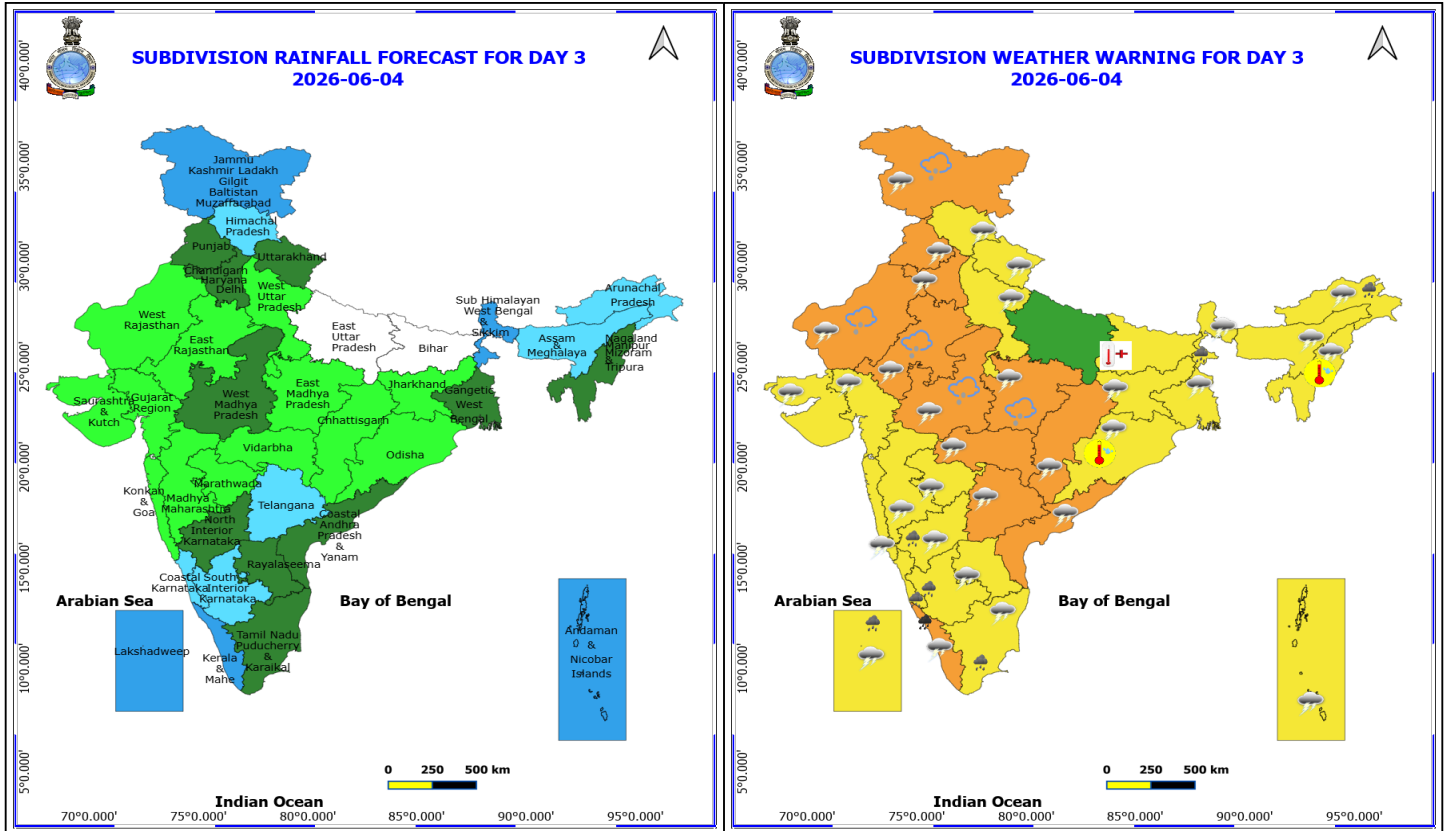 SUBDIVISION RAINFALL FORECAST FOR DAY 3
2026-06-04
40°0.000'
35°0.000'
30°0.000'
25°0.000'
20°0.000'
15°0.000'
10°0.000'
5°0.000'
Jammu
Kashmir Ladakh
Gilgit
Baltistan
Muzaffarabad
Himachal
Pradesh
Punjab
Uttarakhand
Chandigarh
Haryana
Delhi
West
Uttar
Pradesh
West
Rajasthan
East
Rajasthan
East
Uttar
Pradesh
Bihar
Sub Himalayan
West Bengal
&
Sikkim
Arunachal
Pradesh
Assam
&
Meghalaya
Nagaland
Manipur
Mizoram
&
Tripura
Saurashtra
&
Kutch
Gujarat
Region
West
Madhya
Pradesh
East
Madhya
Pradesh
Jharkhand
Gangetic
West
Bengal
Chhattisgarh
Odisha
Vidarbha
Konkan
&
Goa
Madhya
Maharashtra
Marathwada
Telangana
North
Interior
Karnataka
Coastal
Andhra
Pradesh
&
Yanam
Rayalaseema
Coastal
Karnataka
South
Interior
Karnataka
Arabian Sea
Bay of Bengal
Lakshadweep
Kerala
&
Mahe
Tamil Nadu
Puducherry
&
Karaikal
Andaman
&
Nicobar
Islands
0 250 500 km
Indian Ocean
70°0.000' 75°0.000' 80°0.000' 85°0.000' 90°0.000' 95°0.000'
SUBDIVISION WEATHER WARNING FOR DAY 3
2026-06-04
40°0.000'
35°0.000'
30°0.000'
25°0.000'
20°0.000'
15°0.000'
10°0.000'
5°0.000'
Arabian Sea
Bay of Bengal
0 250 500 km
Indian Ocean
70°0.000' 75°0.000' 80°0.000' 85°0.000' 90°0.000' 95°0.000'